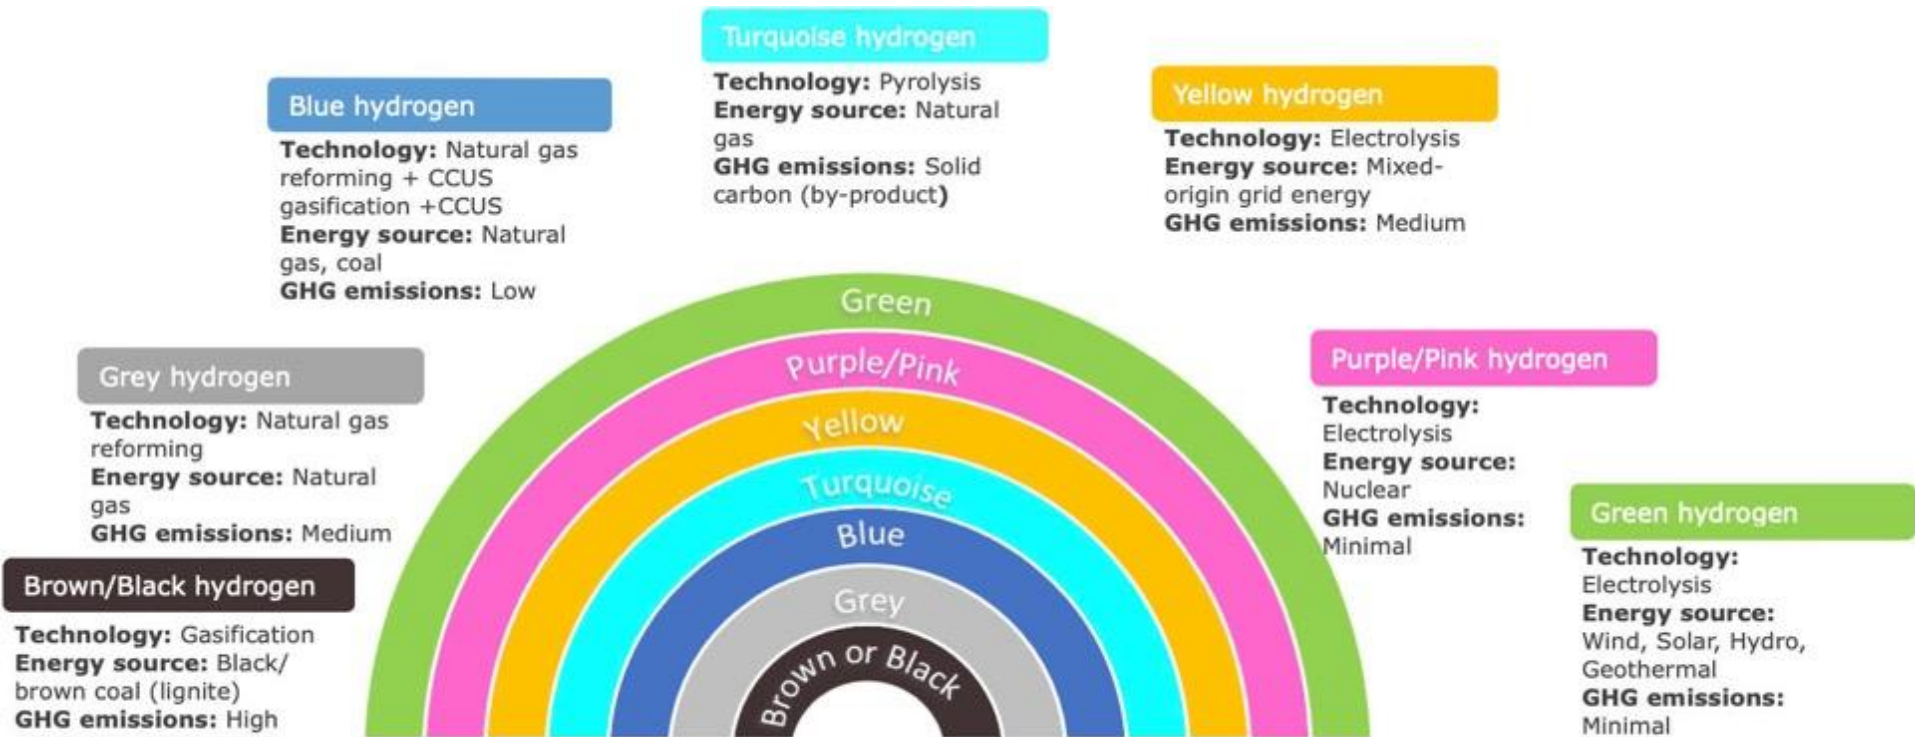 Turquoise hydrogen
Technology: Pyrolysis
Energy source: Natural
gas
GHG emissions: Solid
carbon (by-product)
Blue hydrogen
Technology: Natural gas
reforming + CCUS
gasification +CCUS
Energy source: Natural
gas, coal
GHG emissions: Low
Yellow hydrogen
Technology: Electrolysis
Energy source: Mixed-
origin grid energy
GHG emissions: Medium
Grey hydrogen
Technology: Natural gas
reforming
Energy source: Natural
gas
GHG emissions: Medium
Brown/Black hydrogen
Technology: Gasification
Energy source: Black/
brown coal (lignite)
GHG emissions: High
Green
Purple/Pink
Yellow
Turquoise
Blue
Grey
Brown or Black
Purple/Pink hydrogen
Technology:
Electrolysis
Energy source:
Nuclear
GHG emissions:
Minimal
Green hydrogen
Technology:
Electrolysis
Energy source:
Wind, Solar, Hydro,
Geothermal
GHG emissions:
Minimal